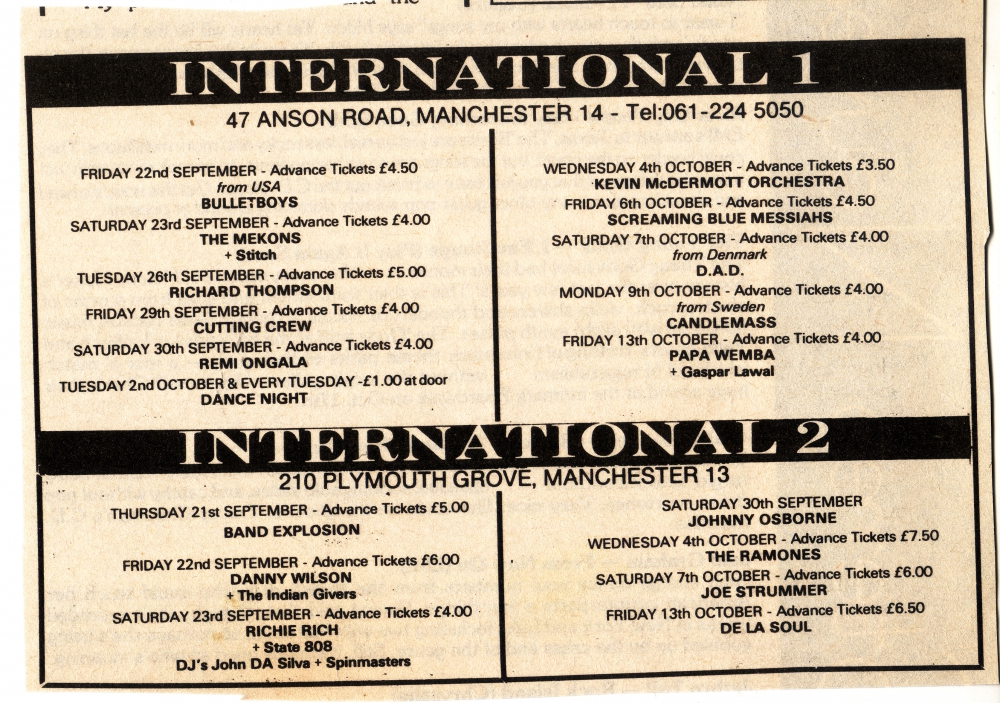 and the
INTERNATIONAL 1
47 ANSON ROAD, MANCHESTER 14 - Tel:061-224 5050
FRIDAY 22nd SEPTEMBER - Advance Tickets £4.50
from USA
BULLETBOYS
SATURDAY 23rd SEPTEMBER - Advance Tickets £4.00
THE MEKONS
+ Stitch
TUESDAY 26th SEPTEMBER - Advance Tickets £5.00
RICHARD THOMPSON
FRIDAY 29th SEPTEMBER - Advance Tickets £4.00
CUTTING CREW
SATURDAY 30th SEPTEMBER - Advance Tickets £4.00
REMI ONGALA
TUESDAY 2nd OCTOBER & EVERY TUESDAY -£1.00 at door
DANCE NIGHT
WEDNESDAY 4th OCTOBER - Advance Tickets £3.50
KEVIN McDERMOTT ORCHESTRA
FRIDAY 6th OCTOBER - Advance Tickets £4.50
SCREAMING BLUE MESSIAHS
SATURDAY 7th OCTOBER - Advance Tickets £4.00
from Denmark
D.A.D.
MONDAY 9th OCTOBER - Advance Tickets £4.00
from Sweden
CANDLEMASS
FRIDAY 13th OCTOBER - Advance Tickets £4.00
PAPA WEMBA
+ Gaspar Lawal
INTERNATIONAL 2
210 PLYMOUTH GROVE, MANCHESTER 13
THURSDAY 21st SEPTEMBER - Advance Tickets £5.00
BAND EXPLOSION
FRIDAY 22nd SEPTEMBER - Advance Tickets £6.00
DANNY WILSON
+ The Indian Givers
SATURDAY 23rd SEPTEMBER - Advance Tickets £4.00
RICHIE RICH
+ State 808
DJ's John DA Silva + Spinmasters
SATURDAY 30th SEPTEMBER
JOHNNY OSBORNE
WEDNESDAY 4th OCTOBER - Advance Tickets £7.50
THE RAMONES
SATURDAY 7th OCTOBER - Advance Tickets £6.00
JOE STRUMMER
FRIDAY 13th OCTOBER - Advance Tickets £6.50
DE LA SOUL